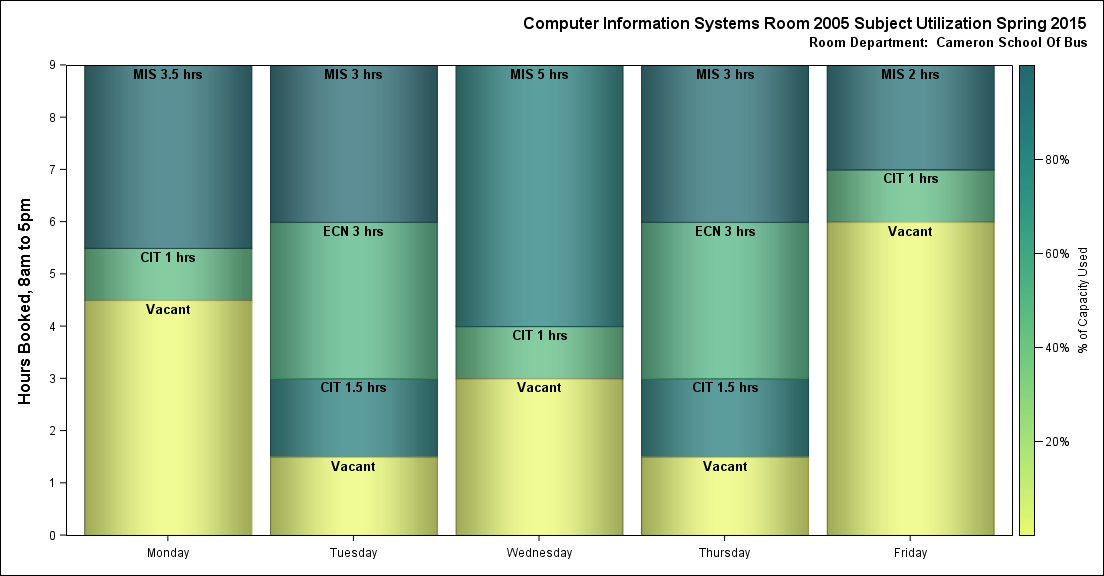 Computer Information Systems Room 2005 Subject Utilization Spring 2015
Room Department: Cameron School Of Bus
Hours Booked, 8am to 5pm
9
8
7
6
5
4
3
2
1
0
MIS 3.5 hrs
CIT 1 hrs
Vacant
MIS 3 hrs
ECN 3 hrs
CIT 1.5 hrs
Vacant
MIS 5 hrs
CIT 1 hrs
Vacant
MIS 3 hrs
ECN 3 hrs
CIT 1.5 hrs
Vacant
MIS 2 hrs
CIT 1 hrs
Vacant
Monday
Tuesday
Wednesday
Thursday
Friday
80%
60%
40%
20%
% of Capacity Used